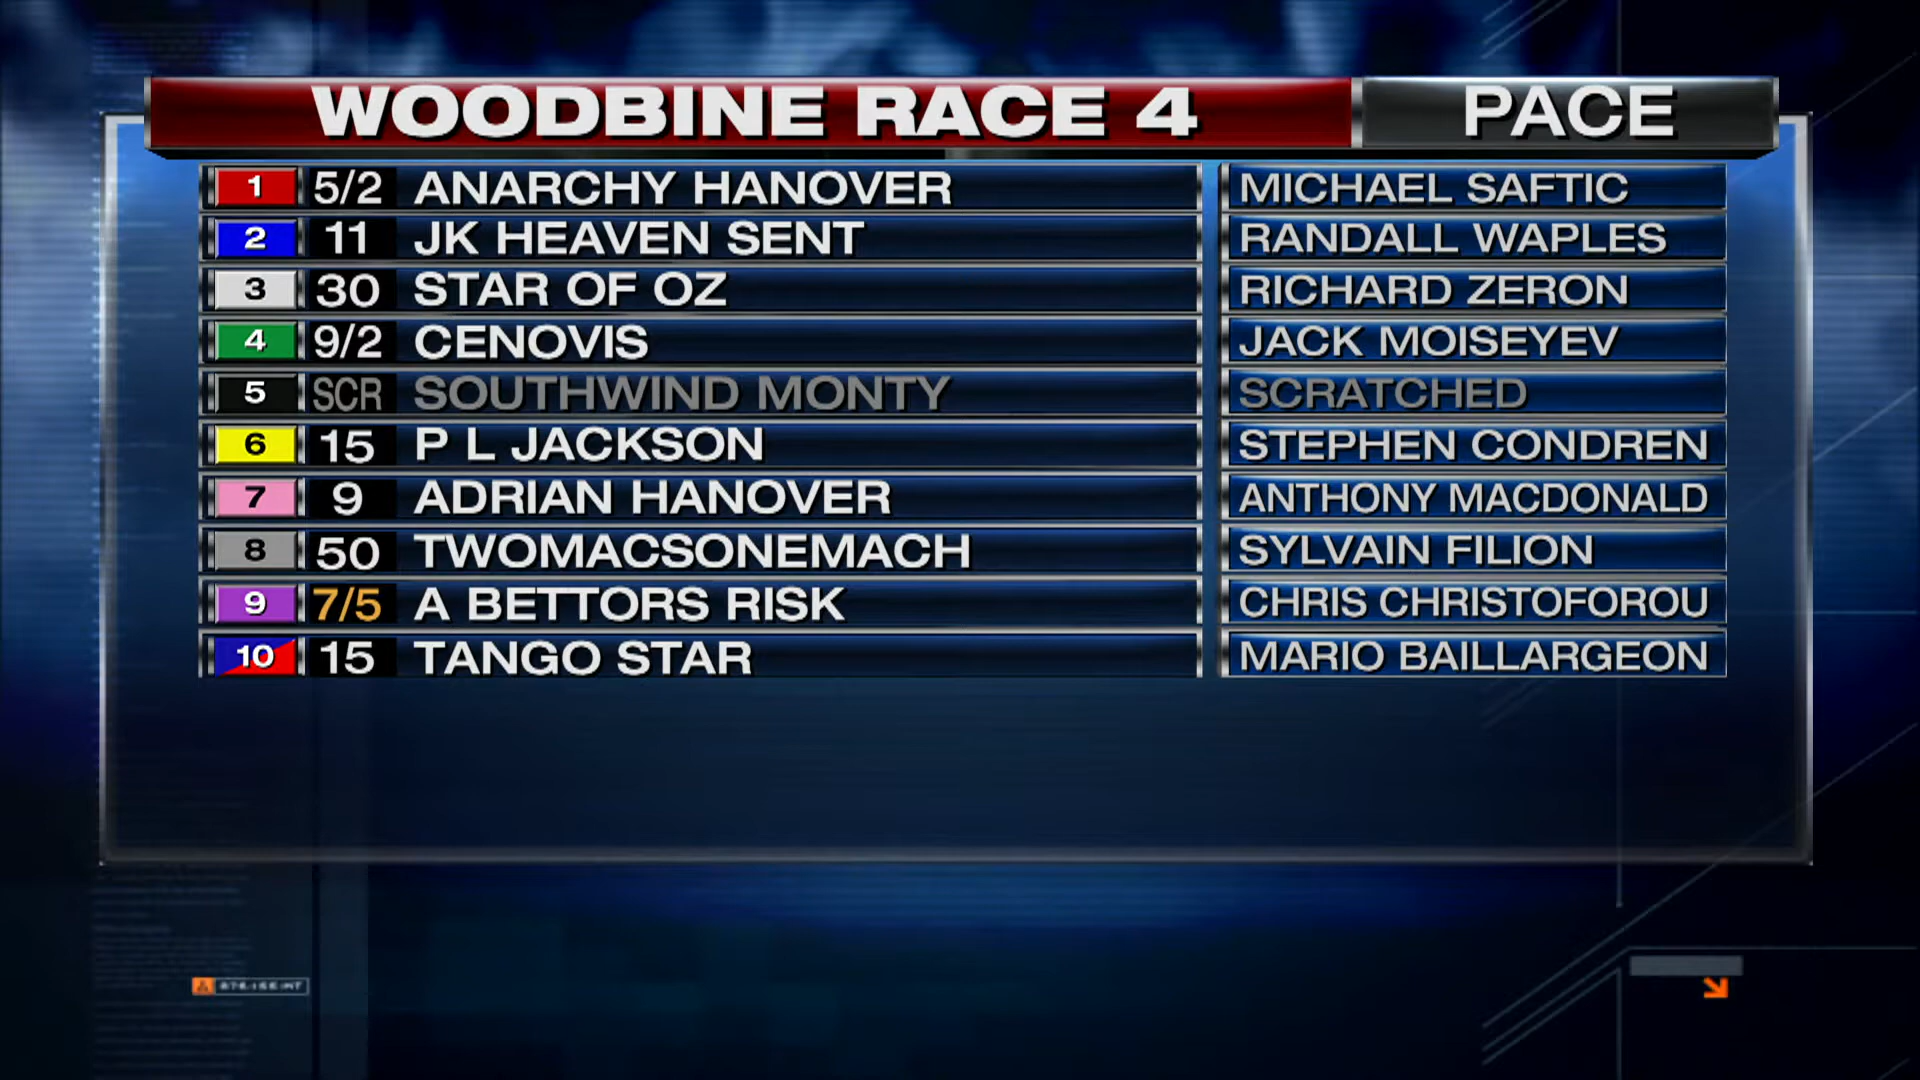 WOODBINE RACE 4 PACE
1 5/2 ANARCHY HANOVER MICHAEL SAFTIC
2 11 JK HEAVEN SENT RANDALL WAPLES
3 30 STAR OF OZ RICHARD ZERON
4 9/2 CENOVIS JACK MOISEYEV
5 SCR SOUTHWIND MONTY SCRATCHED
6 15 P L JACKSON STEPHEN CONDREN
7 9 ADRIAN HANOVER ANTHONY MACDONALD
8 50 TWOMACSONEMACH SYLVAIN FILION
9 7/5 A BETTORS RISK CHRIS CHRISTOFOROU
10 15 TANGO STAR MARIO BAILLARGEON